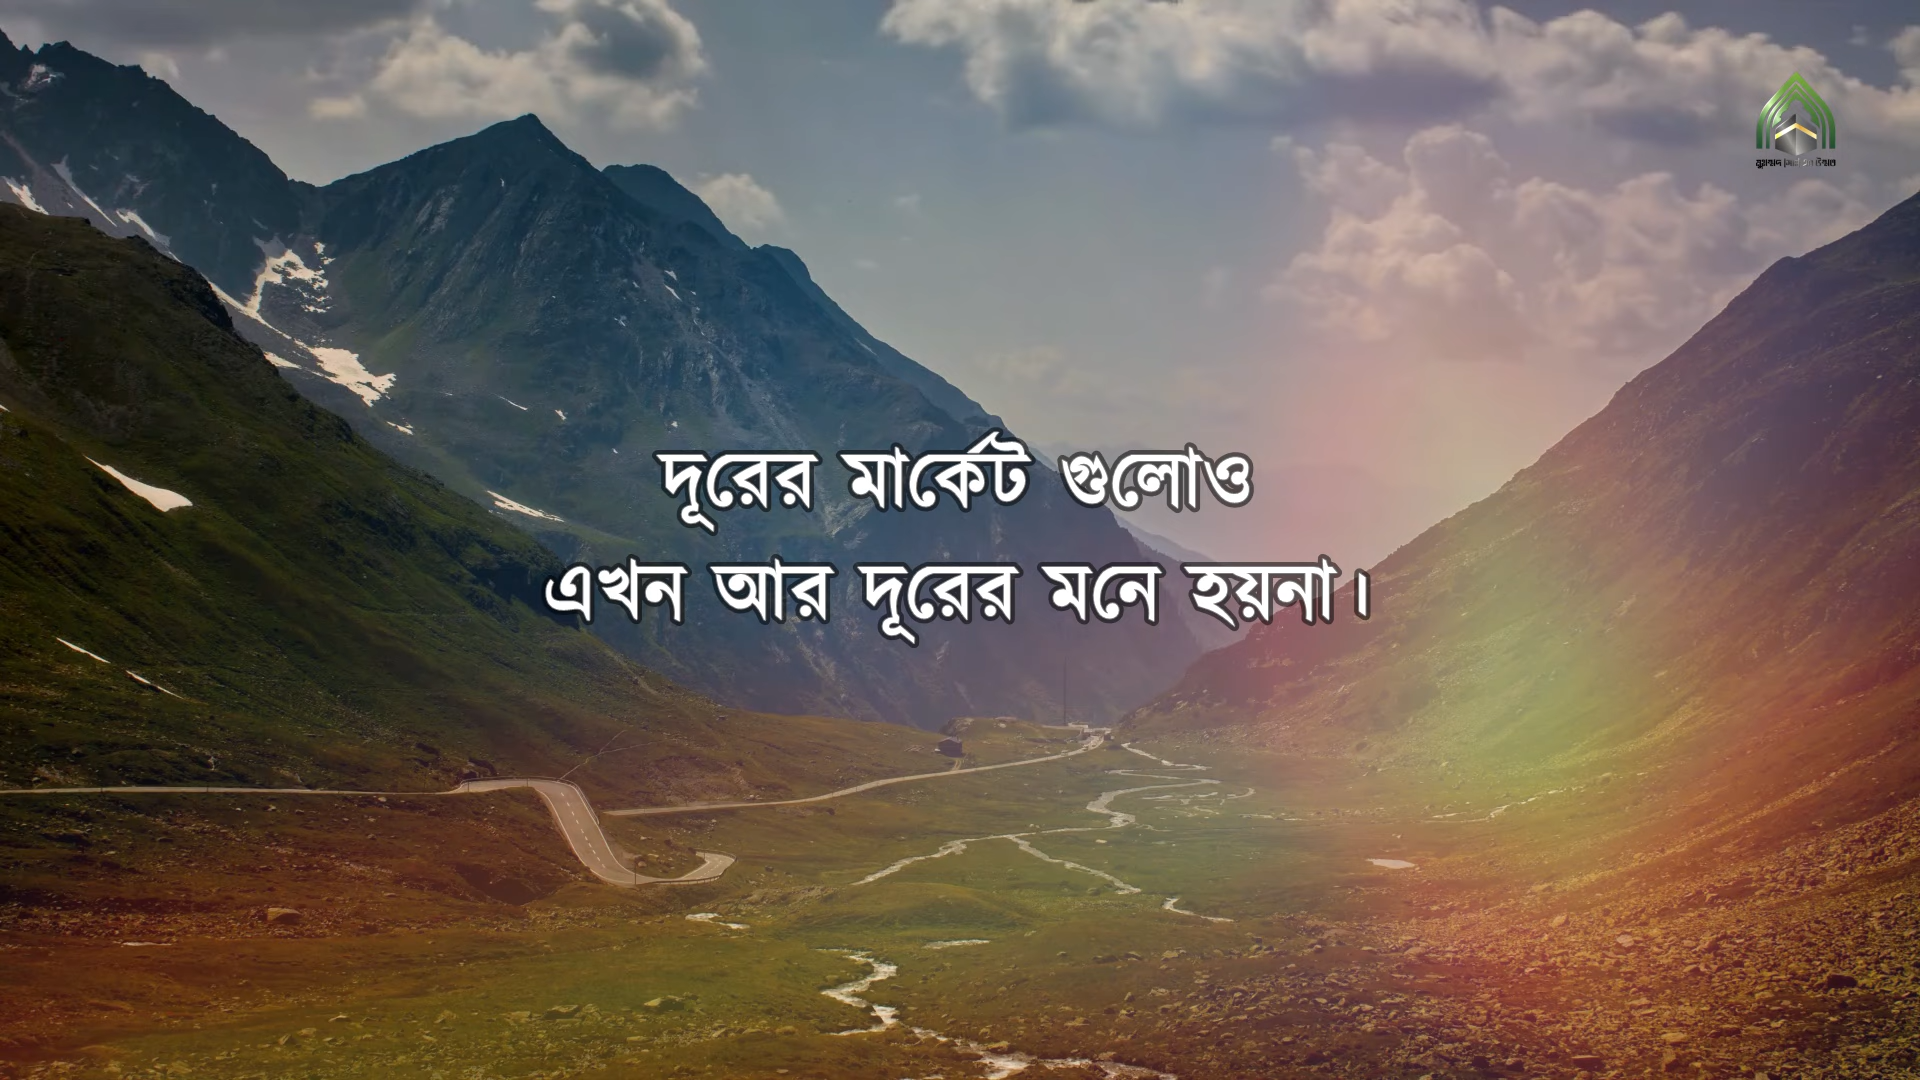 দূরের মার্কেট গুলোও
এখন আর দূরের মনে হয়না।